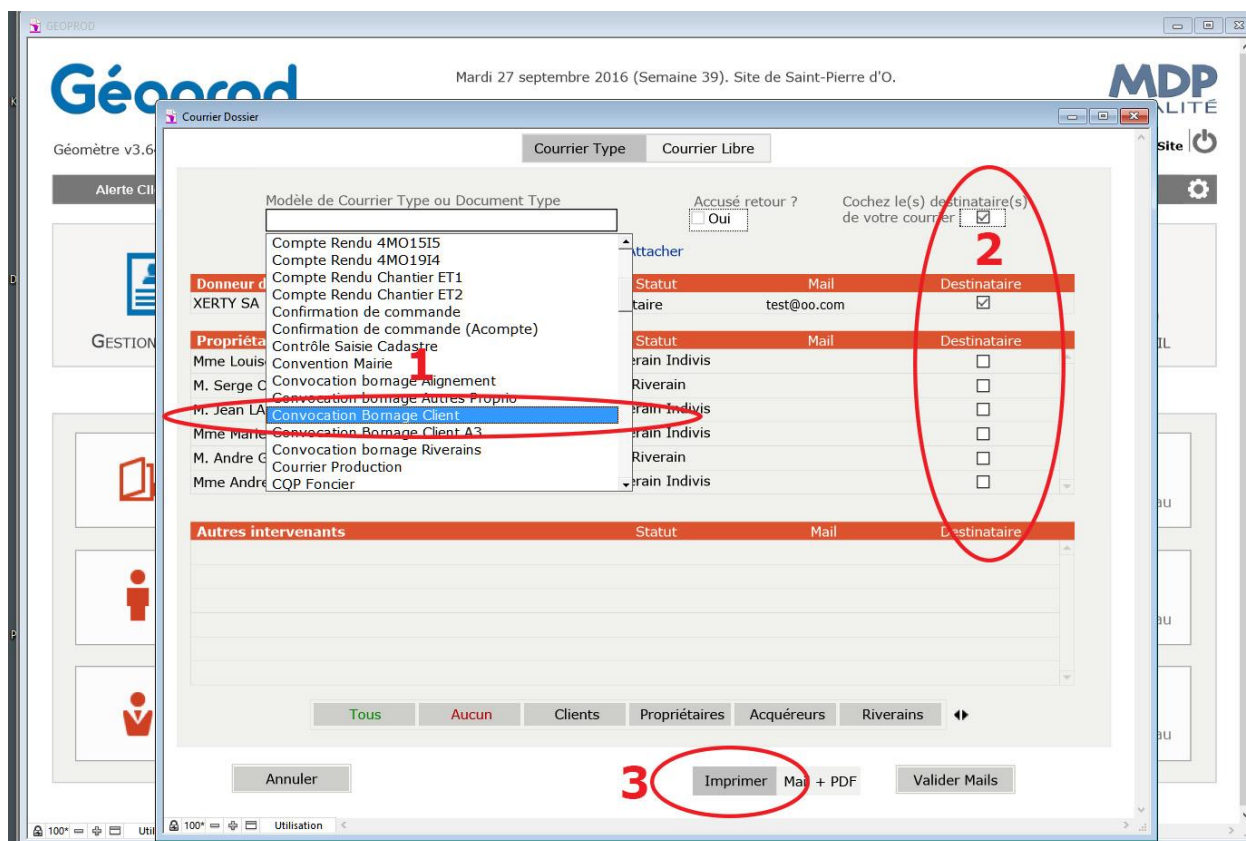 GEOPROD
Géoprod
Mardi 27 septembre 2016 (Semaine 39). Site de Saint-Pierre d'O.
MDP
Courrier Dossier
Géomètre v3.6
Courrier Type Courrier Libre
Site
Alerte Cli
Modèle de Courrier Type ou Document Type
Accusé retour ?
Oui
Cochez le(s) destinataire(s)
de votre courrier
2
Attacher
Compte Rendu 4MO15I5
Compte Rendu 4MO19I4
Compte Rendu Chantier ET1
Compte Rendu Chantier ET2
Confirmation de commande
Confirmation de commande (Acompte)
Contrôle Saisie Cadastre
Convention Mairie
1
Convocation bornage Alignement
Convocation bornage Autres Proprio
Convocation Bornage Client
Convocation Bornage Client A3
Convocation bornage Riverains
Courrier Production
CQP Foncier
Donneur d Statut Mail Destinataire
XERTY SA taire test@oo.com
Propriéta Statut Mail Destinataire
Mme Louis erain Indivis
M. Serge C Riverain
M. Jean LA erain Indivis
Mme Marie erain Indivis
M. Andre G Riverain
Mme Andre erain Indivis
GESTION
IL
au
Autres intervenants Statut Mail Destinataire
au
Tous Aucun Clients Propriétaires Acquéreurs Riverains
au
Annuler 3 Imprimer Mail + PDF Valider Mails
100* Util
100* Utilisation